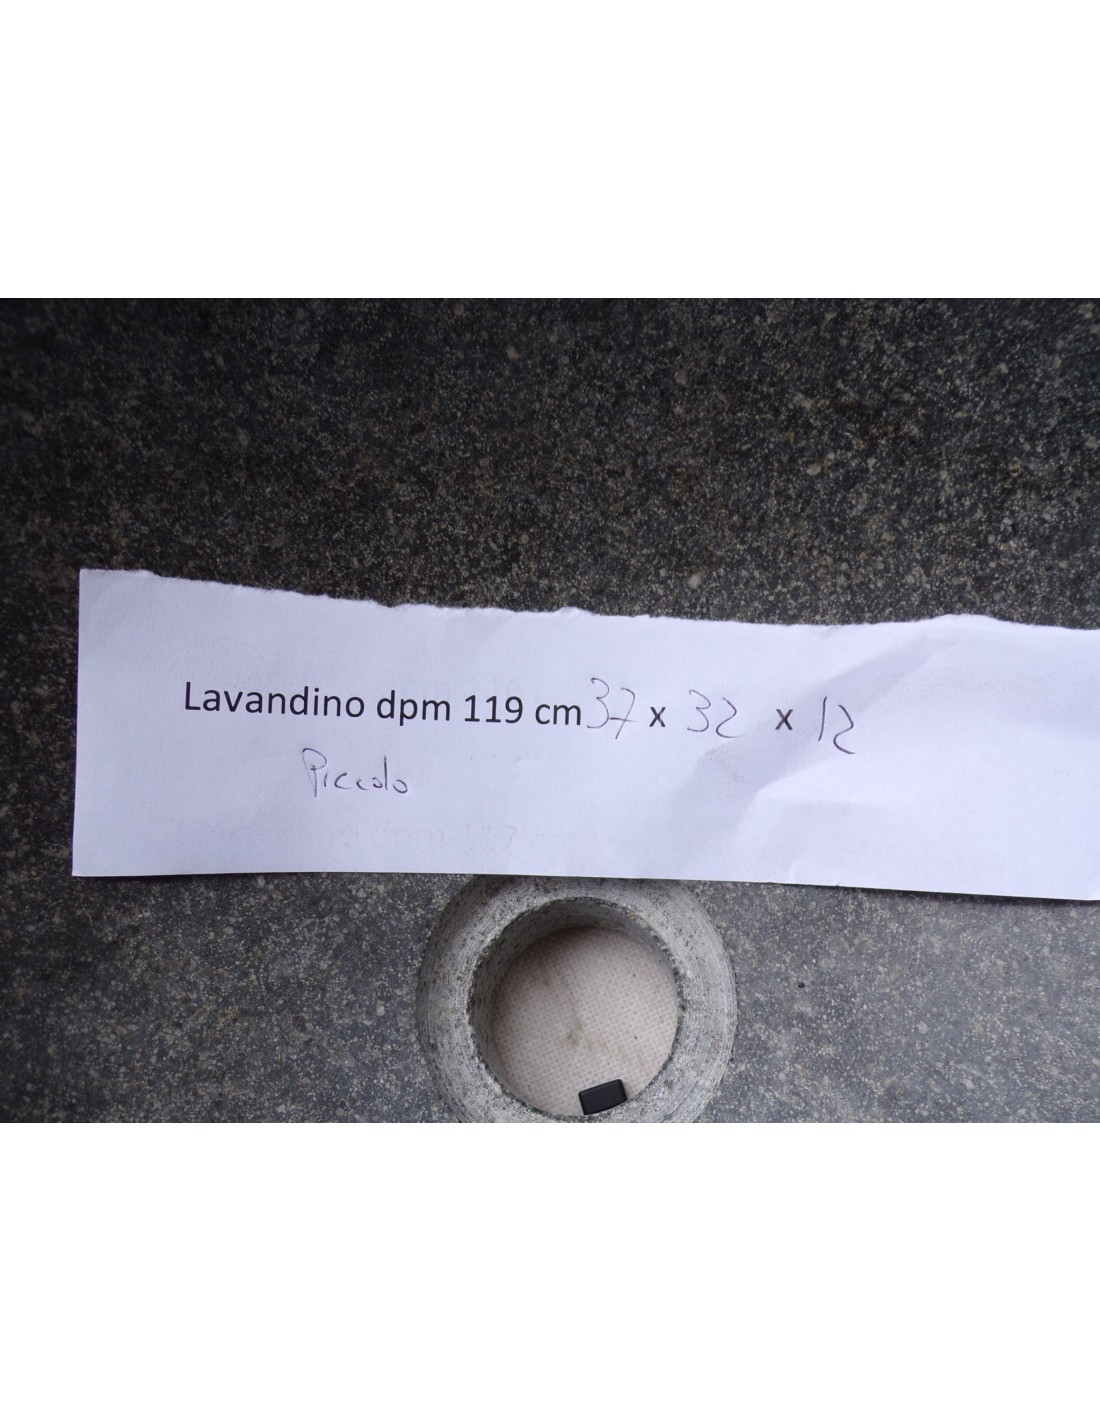 Lavandino dpm 119 cm 37 x 32 x 12
Piccolo